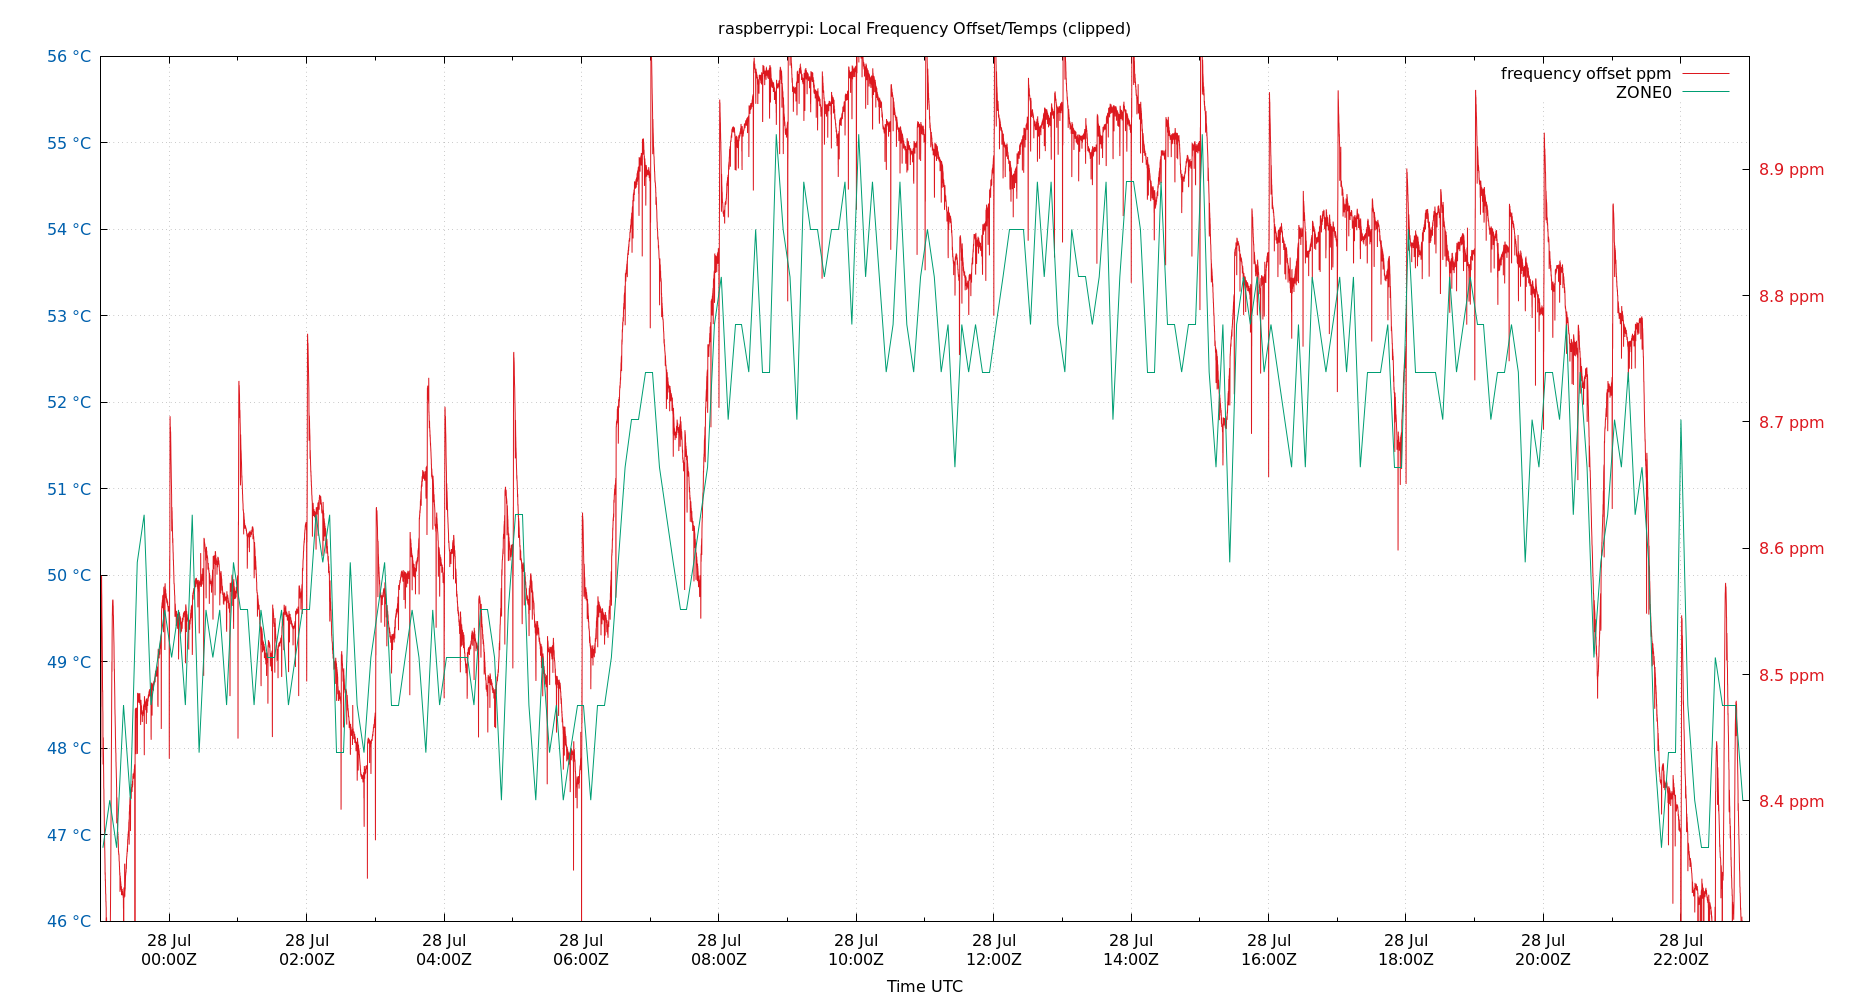 raspberrypi: Local Frequency Offset/Temps (clipped)
frequency offset ppm
ZONE0
56 °C
55 °C
54 °C
53 °C
52 °C
51 °C
50 °C
49 °C
48 °C
47 °C
46 °C
8.9 ppm
8.8 ppm
8.7 ppm
8.6 ppm
8.5 ppm
8.4 ppm
28 Jul 28 Jul 28 Jul 28 Jul 28 Jul 28 Jul 28 Jul 28 Jul 28 Jul 28 Jul 28 Jul 28 Jul
00:00Z 02:00Z 04:00Z 06:00Z 08:00Z 10:00Z 12:00Z 14:00Z 16:00Z 18:00Z 20:00Z 22:00Z
Time UTC